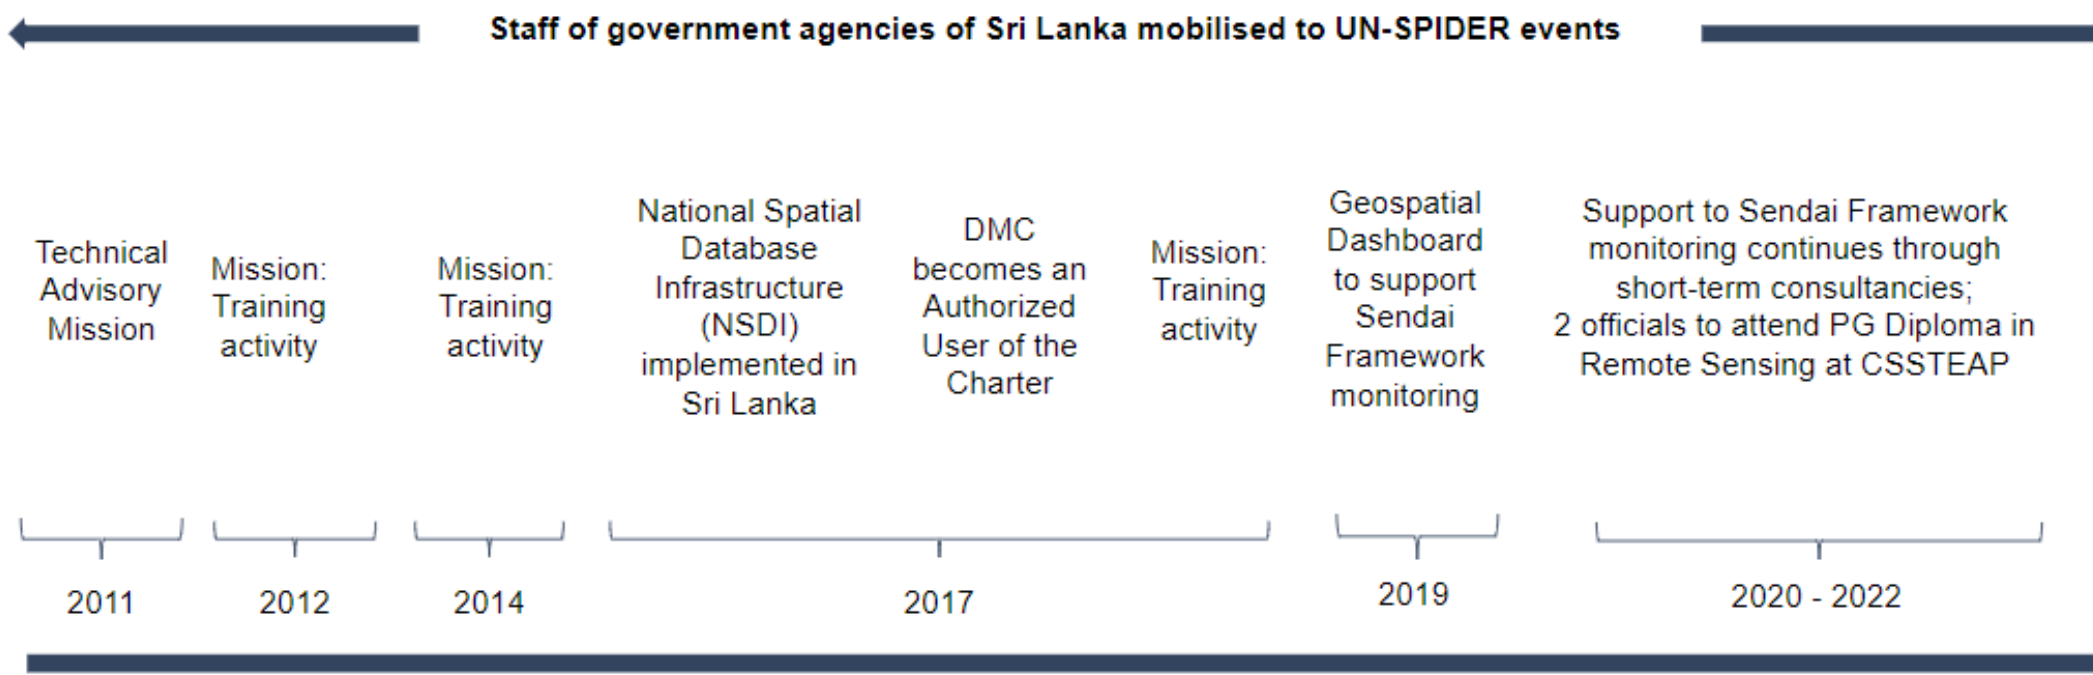 Staff of government agencies of Sri Lanka mobilised to UN-SPIDER events
Technical
Advisory
Mission
Mission:
Training
activity
Mission:
Training
activity
National Spatial
Database
Infrastructure
(NSDI)
implemented in
Sri Lanka
DMC
becomes an
Authorized
User of the
Charter
Mission:
Training
activity
Geospatial
Dashboard
to support
Sendai
Framework
monitoring
Support to Sendai Framework
monitoring continues through
short-term consultancies;
2 officials to attend PG Diploma in
Remote Sensing at CSSTEAP
2011
2012
2014
2017
2019
2020 - 2022